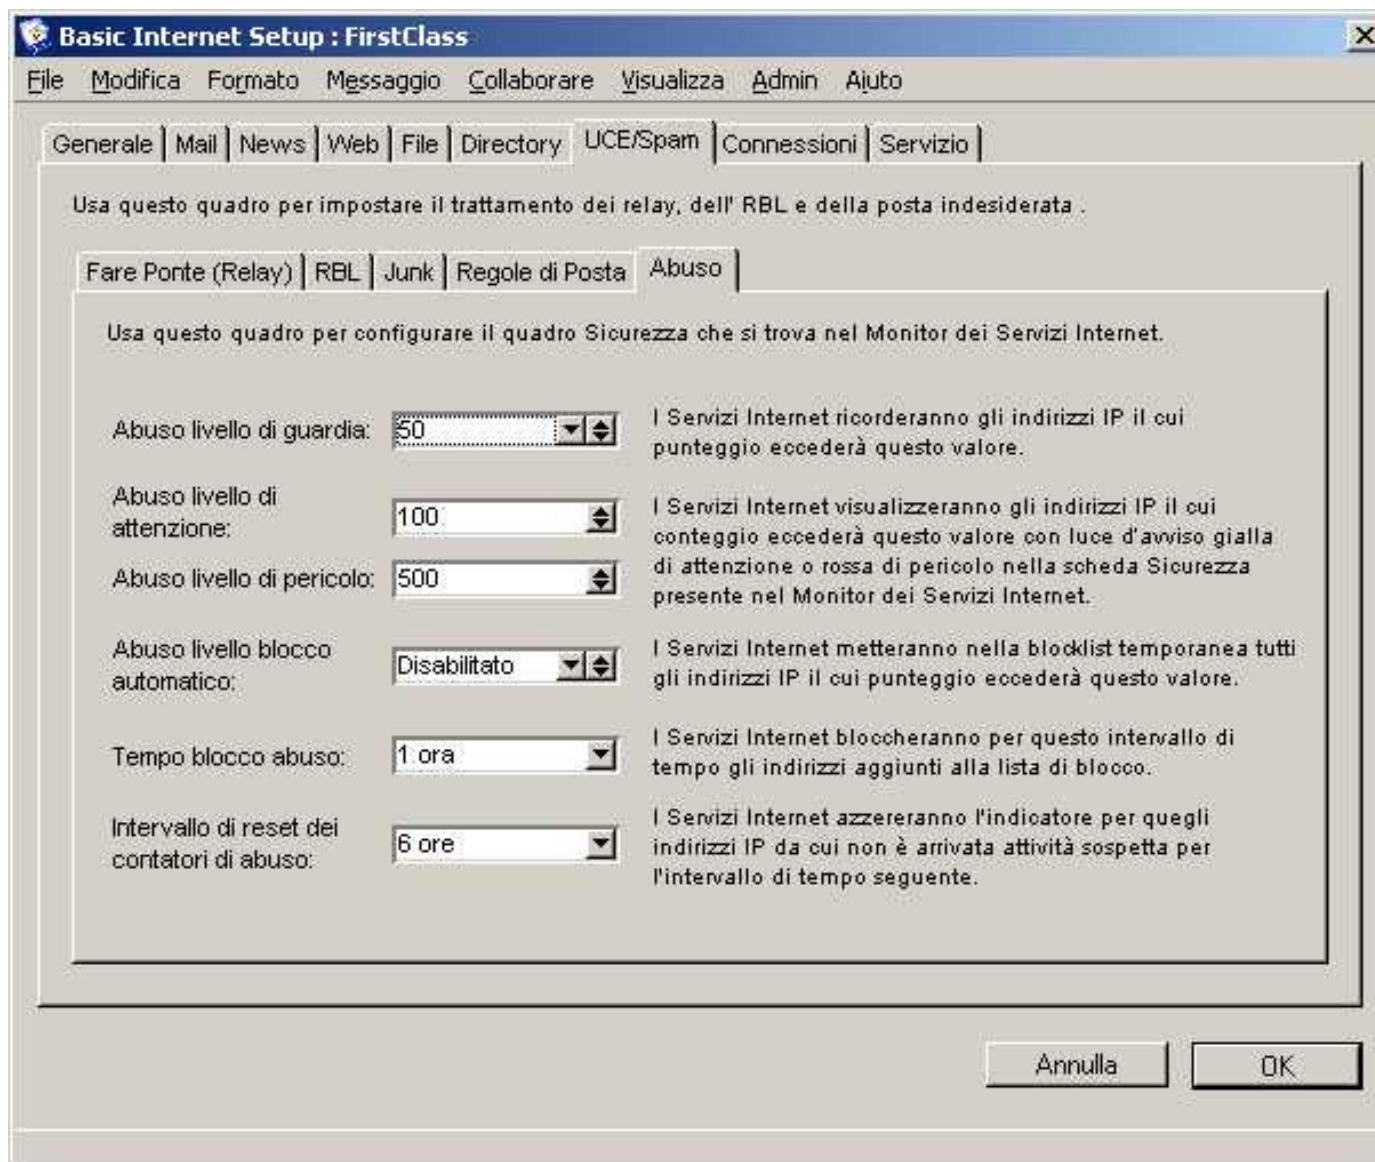 Basic Internet Setup : FirstClass
File Modifica Formato Messaggio Collaborare Visualizza Admin Aiuto
Generale Mail News Web File Directory UCE/Spam Connessioni Servizio
Usa questo quadro per impostare il trattamento dei relay, dell' RBL e della posta indesiderata .
Fare Ponte (Relay) RBL Junk Regole di Posta Abuso
Usa questo quadro per configurare il quadro Sicurezza che si trova nel Monitor dei Servizi Internet.
Abuso livello di guardia:
50
I Servizi Internet ricorderanno gli indirizzi IP il cui
punteggio eccederà questo valore.
Abuso livello di
attenzione:
100
Abuso livello di pericolo:
500
I Servizi Internet visualizzeranno gli indirizzi IP il cui
conteggio eccederà questo valore con luce d'avviso gialla
di attenzione o rossa di pericolo nella scheda Sicurezza
presente nel Monitor dei Servizi Internet.
Abuso livello blocco
automatico:
Disabilitato
I Servizi Internet metteranno nella blocklist temporanea tutti
gli indirizzi IP il cui punteggio eccederà questo valore.
Tempo blocco abuso:
1 ora
I Servizi Internet bloccheranno per questo intervallo di
tempo gli indirizzi aggiunti alla lista di blocco.
Intervallo di reset dei
contatori di abuso:
6 ore
I Servizi Internet azzereranno l'indicatore per quegli
indirizzi IP da cui non è arrivata attività sospetta per
l'intervallo di tempo seguente.
Annulla OK